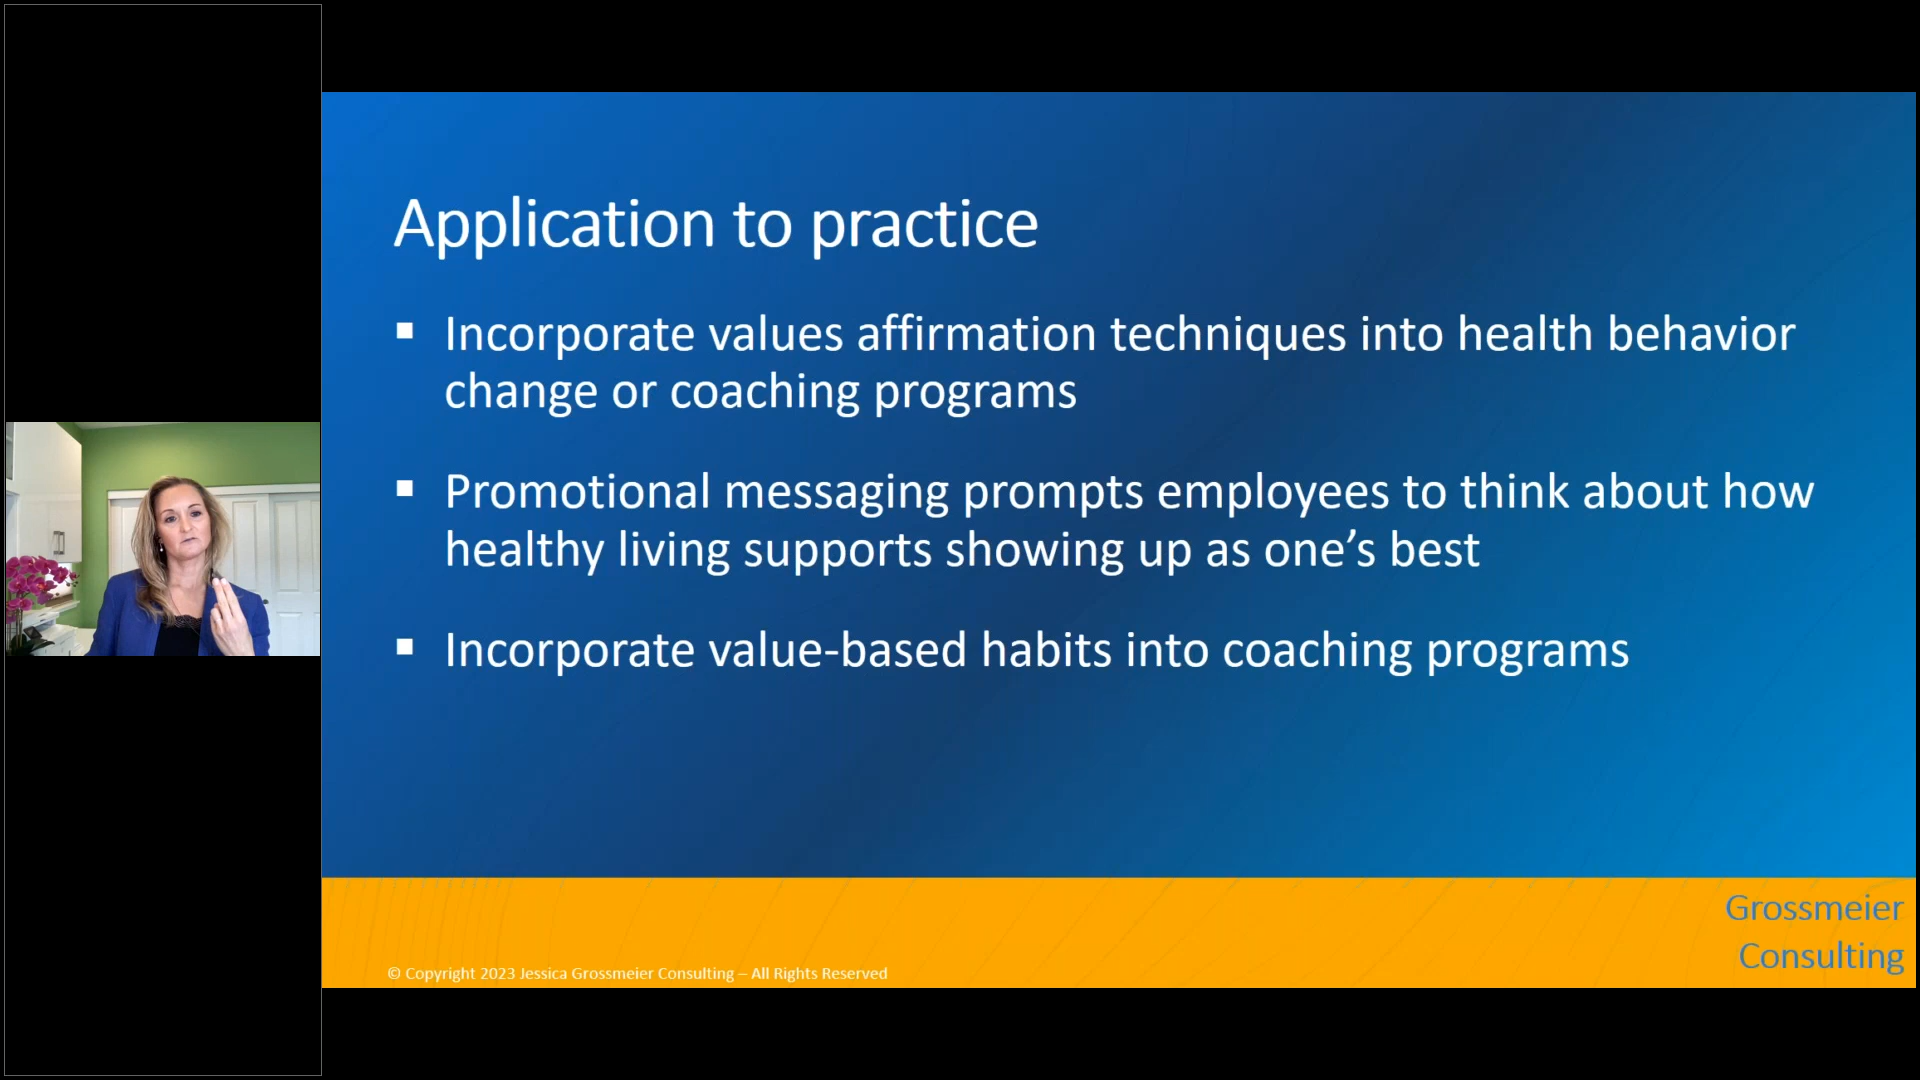 Application to practice
▪ Incorporate values affirmation techniques into health behavior
change or coaching programs
▪ Promotional messaging prompts employees to think about how
healthy living supports showing up as one’s best
▪ Incorporate value-based habits into coaching programs
© Copyright 2023 Jessica Grossmeier Consulting – All Rights Reserved
Grossmeier
Consulting